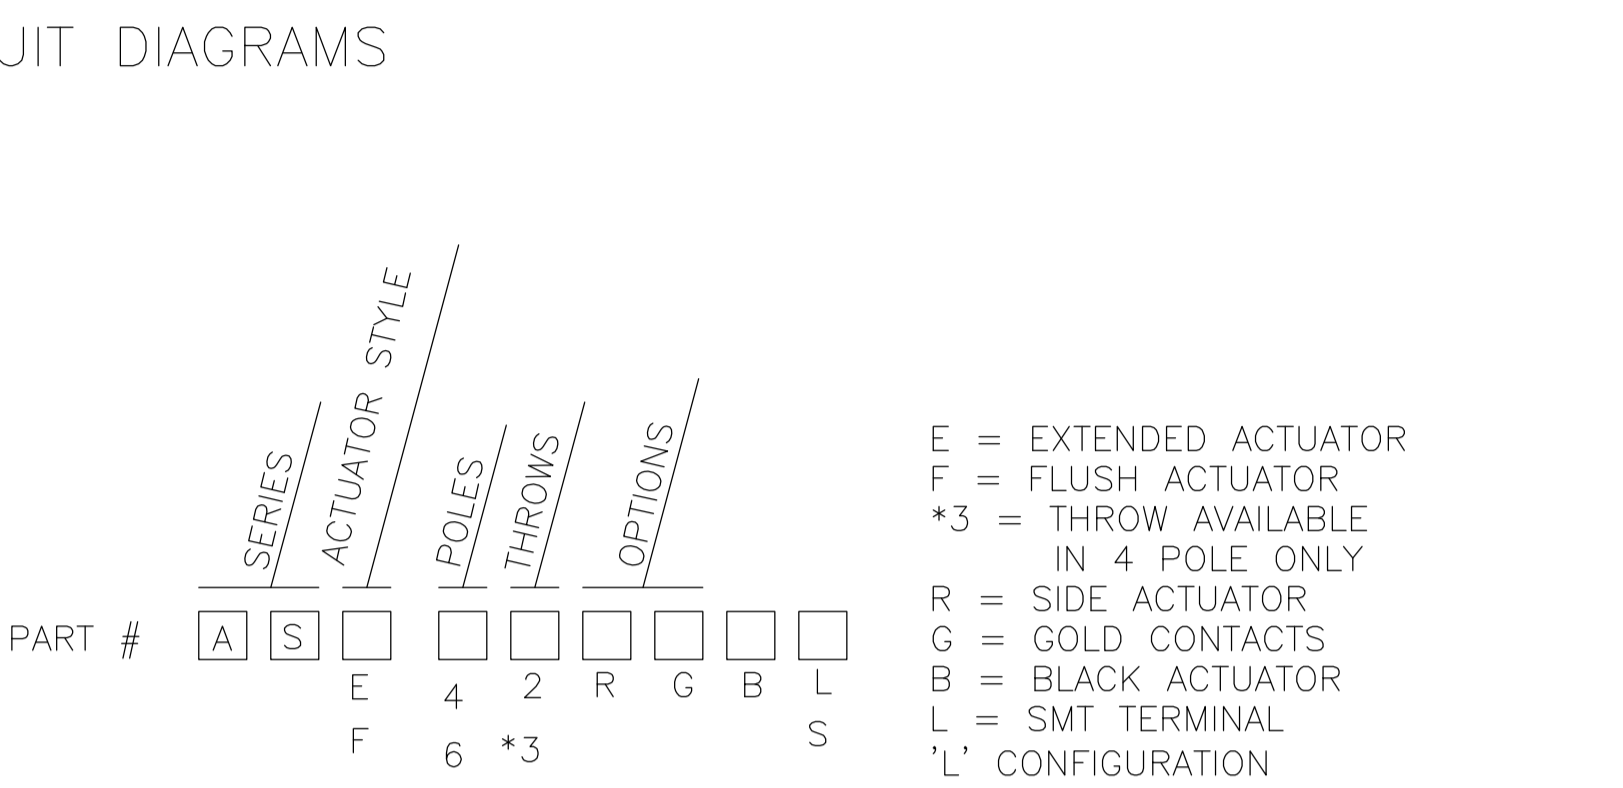 UIT DIAGRAMS
SERIES
ACTUATOR STYLE
POLES
THROWS
OPTIONS
PART # A S
E 4 2 R G B L
F 6 *3 S
E = EXTENDED ACTUATOR
F = FLUSH ACTUATOR
*3 = THROW AVAILABLE
IN 4 POLE ONLY
R = SIDE ACTUATOR
G = GOLD CONTACTS
B = BLACK ACTUATOR
L = SMT TERMINAL
'L' CONFIGURATION